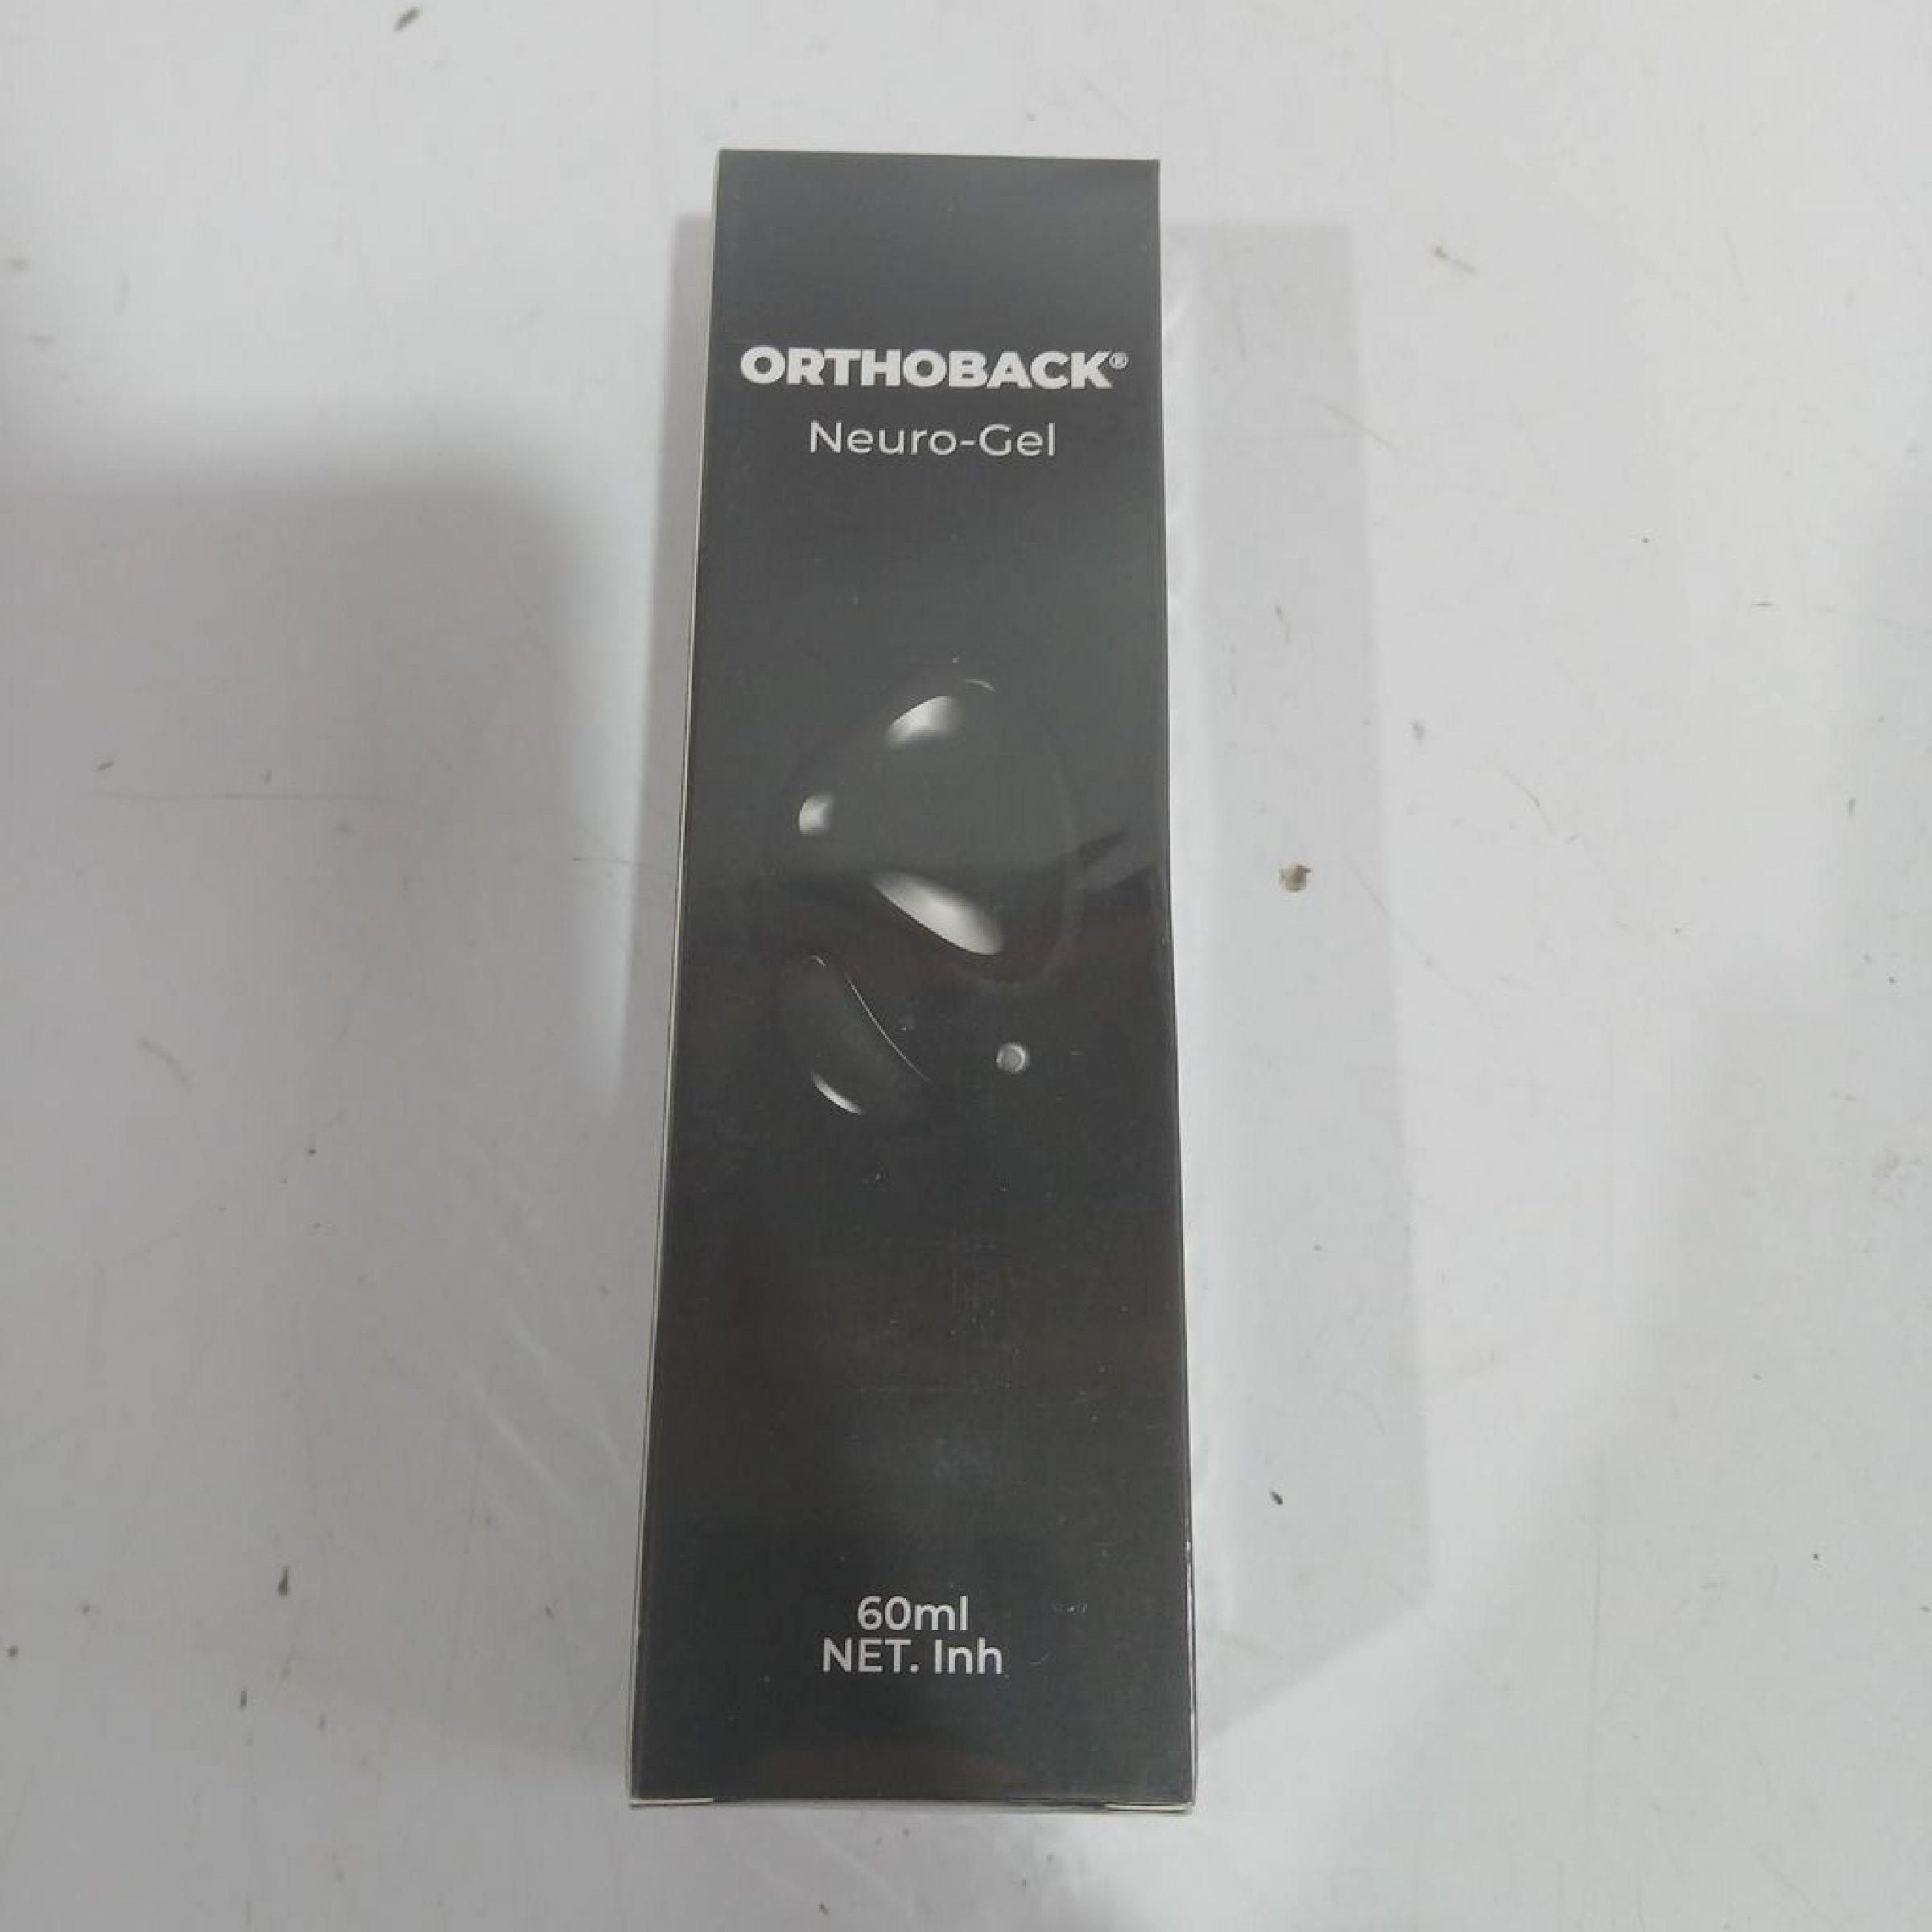 ORTHOBACK®
Neuro-Gel
60ml
NET. Inh